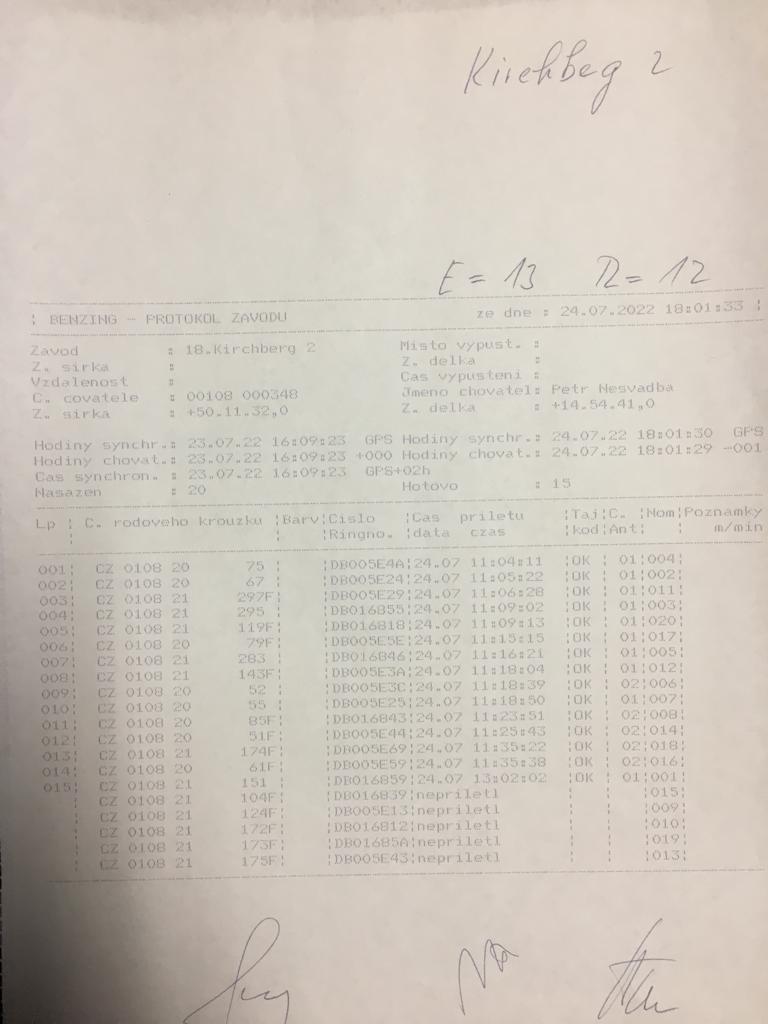 Kirchbeg 2
E = 13 R = 12
¦ BENZING - PROTOKOL ZAVODU ze dne : 24.07.2022 18:01:33 ¦
Zavod : 18.Kirchberg 2 Misto vypust. :
Z. sirka : Z. delka :
Vzdalenost : Cas vypusteni :
C. covatele : 00108 000348 Jmeno chovatel: Petr Nesvadba
Z. sirka : +50.11.32,0 Z. delka : +14.54.41,0
Hodiny synchr.: 23.07.22 16:09:23 GPS Hodiny synchr.: 24.07.22 18:01:30 GPS
Hodiny chovat.: 23.07.22 16:09:23 +000 Hodiny chovat.: 24.07.22 18:01:29 -001
Cas synchron. : 23.07.22 16:09:23 GPS+02h
Nasazen : 20 Hotovo : 15
Lp ¦ C. rodoveho krouzku ¦Barv¦Cislo ¦Cas priletu ¦Taj¦C. ¦Nom¦Poznamky
¦ ¦ ¦Ringno. ¦data czas ¦kod¦Ant¦ ¦ m/min
001¦ CZ 0108 20 75 ¦ ¦DB005E4A¦24.07 11:04:11 ¦OK ¦ 01¦004¦
002¦ CZ 0108 20 67 ¦ ¦DB005E24¦24.07 11:05:22 ¦OK ¦ 01¦002¦
003¦ CZ 0108 21 297F¦ ¦DB005E29¦24.07 11:06:28 ¦OK ¦ 01¦011¦
004¦ CZ 0108 21 295 ¦ ¦DB016855¦24.07 11:09:02 ¦OK ¦ 01¦003¦
005¦ CZ 0108 21 119F¦ ¦DB016818¦24.07 11:09:13 ¦OK ¦ 01¦020¦
006¦ CZ 0108 20 79F¦ ¦DB005E5E¦24.07 11:15:15 ¦OK ¦ 01¦017¦
007¦ CZ 0108 21 283 ¦ ¦DB016846¦24.07 11:16:21 ¦OK ¦ 01¦005¦
008¦ CZ 0108 21 143F¦ ¦DB005E3A¦24.07 11:18:04 ¦OK ¦ 01¦012¦
009¦ CZ 0108 20 52 ¦ ¦DB005E3C¦24.07 11:18:39 ¦OK ¦ 02¦006¦
010¦ CZ 0108 20 55 ¦ ¦DB005E25¦24.07 11:18:50 ¦OK ¦ 01¦007¦
011¦ CZ 0108 20 85F¦ ¦DB016843¦24.07 11:23:51 ¦OK ¦ 02¦008¦
012¦ CZ 0108 20 51F¦ ¦DB005E44¦24.07 11:25:43 ¦OK ¦ 02¦014¦
013¦ CZ 0108 21 174F¦ ¦DB005E69¦24.07 11:35:22 ¦OK ¦ 02¦018¦
014¦ CZ 0108 20 61F¦ ¦DB005E59¦24.07 11:35:38 ¦OK ¦ 02¦016¦
015¦ CZ 0108 21 151 ¦ ¦DB016859¦24.07 13:02:02 ¦OK ¦ 01¦001¦
¦ CZ 0108 21 104F¦ ¦DB016839¦nepriletl ¦ ¦ ¦015¦
¦ CZ 0108 21 124F¦ ¦DB005E13¦nepriletl ¦ ¦ ¦009¦
¦ CZ 0108 21 172F¦ ¦DB016812¦nepriletl ¦ ¦ ¦010¦
¦ CZ 0108 21 173F¦ ¦DB01685A¦nepriletl ¦ ¦ ¦019¦
¦ CZ 0108 21 175F¦ ¦DB005E43¦nepriletl ¦ ¦ ¦013¦